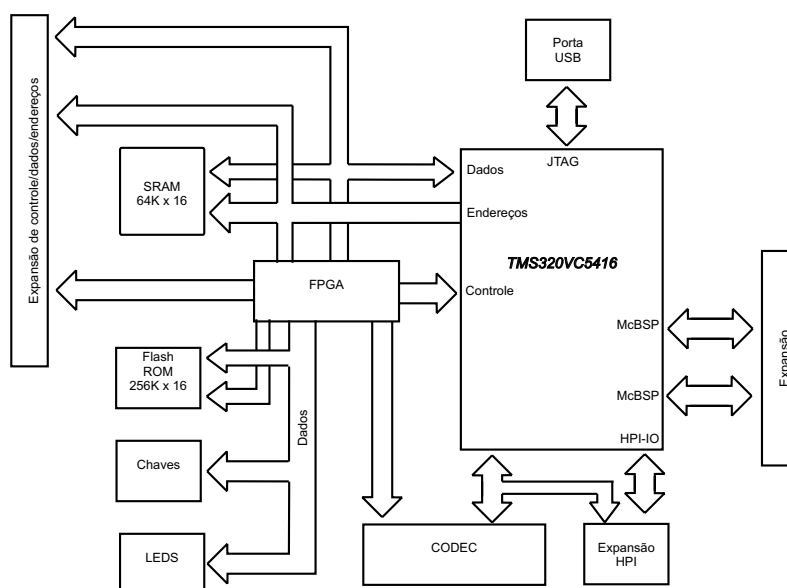 Porta
USB
Expansão de controle/dados/endereços
JTAG
Dados
SRAM
64K x 16
Endereços
TMS320VC5416
FPGA
Controle
McBSP
Expansão
Flash
ROM
256K x 16
McBSP
Dados
HPI-IO
Chaves
CODEC
Expansão
HPI
LEDS